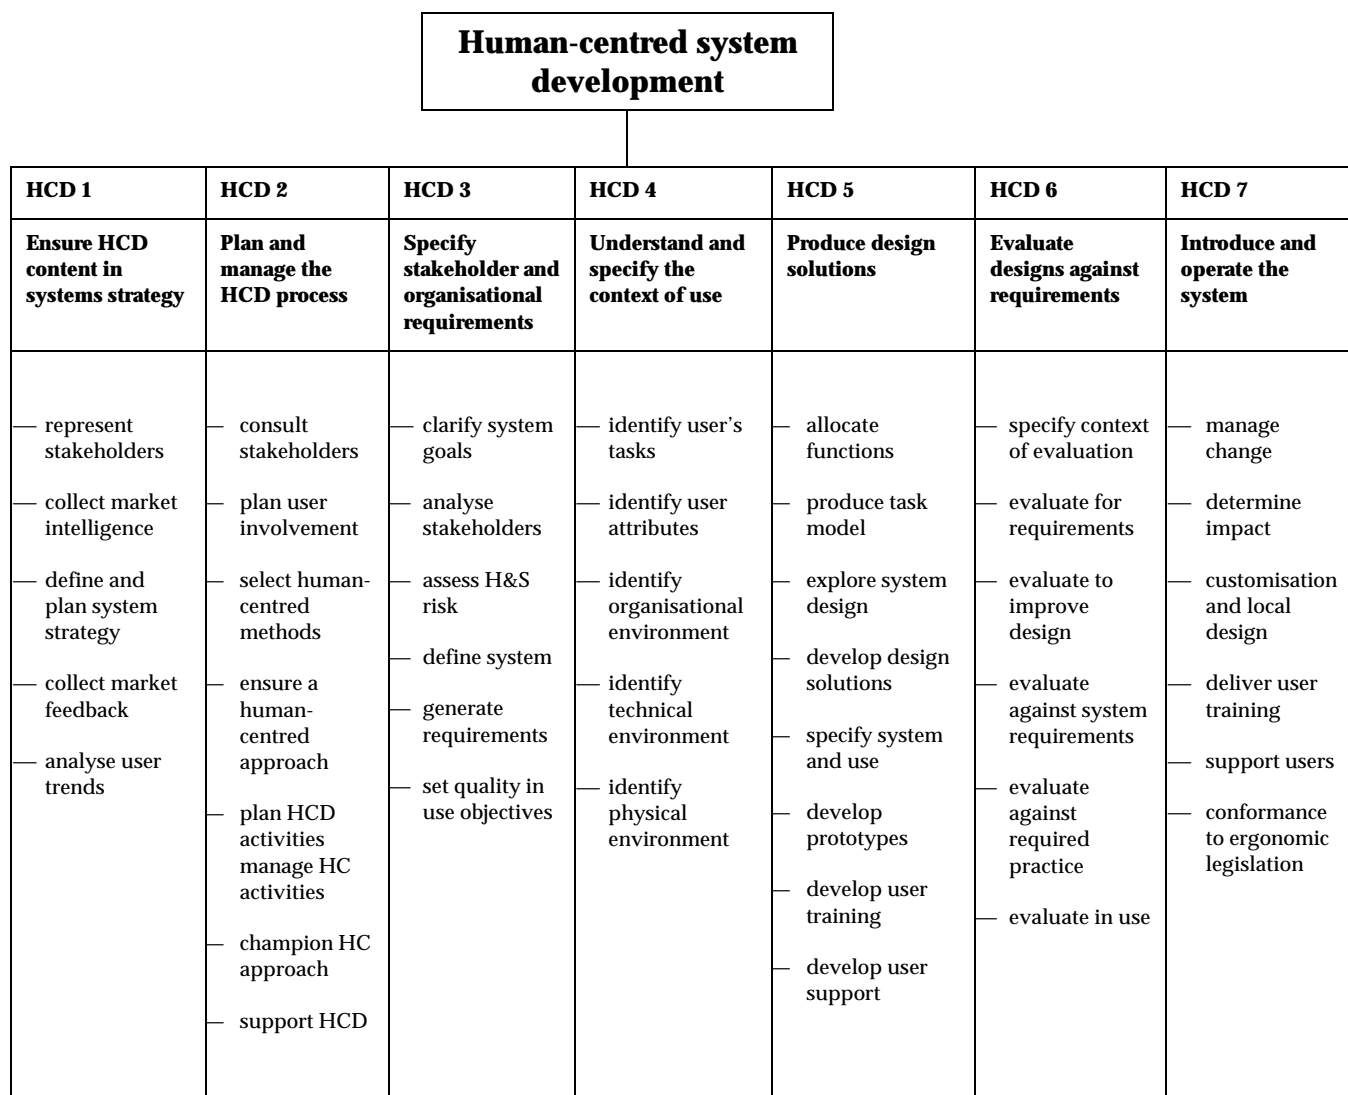 Human-centred system
development
HCD 1
Ensure HCD
content in
systems strategy
— represent
stakeholders
— collect market
intelligence
— define and
plan system
strategy
— collect market
feedback
— analyse user
trends
HCD 2
Plan and
manage the
HCD process
— consult
stakeholders
— plan user
involvement
— select human-
centred
methods
— ensure a
human-
centred
approach
— plan HCD
activities
manage HC
activities
— champion HC
approach
— support HCD
HCD 3
Specify
stakeholder and
organisational
requirements
— clarify system
goals
— analyse
stakeholders
— assess H&S
risk
— define system
— generate
requirements
— set quality in
use objectives
HCD 4
Understand and
specify the
context of use
— identify user’s
tasks
— identify user
attributes
— identify
organisational
environment
— identify
technical
environment
— identify
physical
environment
HCD 5
Produce design
solutions
— allocate
functions
— produce task
model
— explore system
design
— develop design
solutions
— specify system
and use
— develop
prototypes
— develop user
training
— develop user
support
HCD 6
Evaluate
designs against
requirements
— specify context
of evaluation
— evaluate for
requirements
— evaluate to
improve
design
— evaluate
against system
requirements
— evaluate
against
required
practice
— evaluate in use
HCD 7
Introduce and
operate the
system
— manage
change
— determine
impact
— customisation
and local
design
— deliver user
training
— support users
— conformance
to ergonomic
legislation